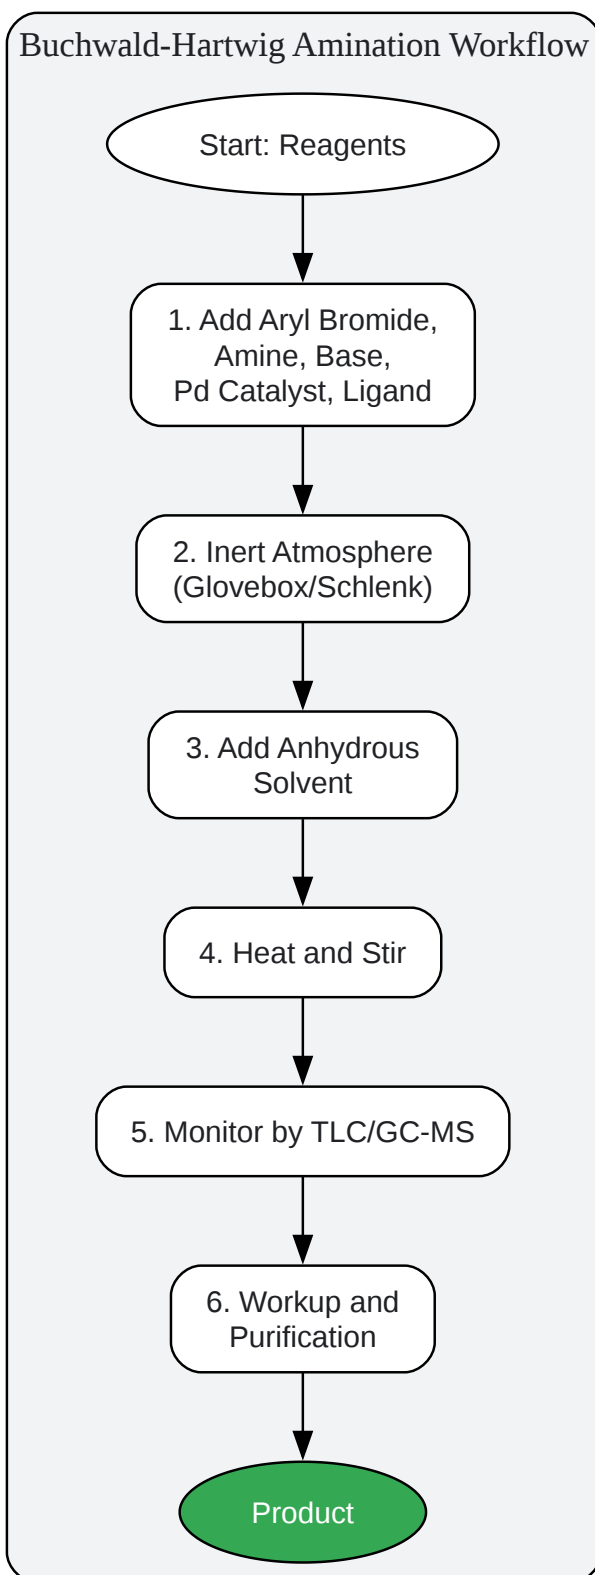 Buchwald-Hartwig Amination Workflow
Start: Reagents
1. Add Aryl Bromide,
Amine, Base,
Pd Catalyst, Ligand
2. Inert Atmosphere
(Glovebox/Schlenk)
3. Add Anhydrous
Solvent
4. Heat and Stir
5. Monitor by TLC/GC-MS
6. Workup and
Purification
Product